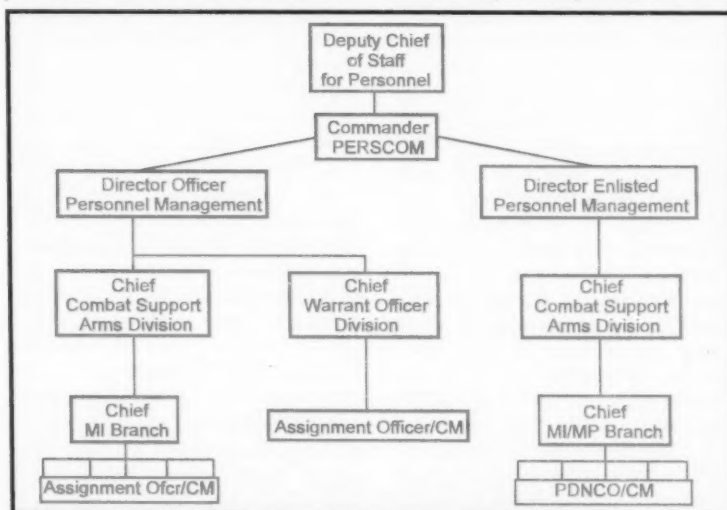 Deputy Chief
of Staff
for Personnel
Commander
PERSCOM
Director Officer
Personnel Management
Director Enlisted
Personnel Management
Chief
Combat Support
Arms Division
Chief
Warrant Officer
Division
Chief
Combat Support
Arms Division
Chief
MI Branch
Assignment Officer/CM
Chief
MI/MP Branch
Assignment Ofcr/CM
PDNCO/CM